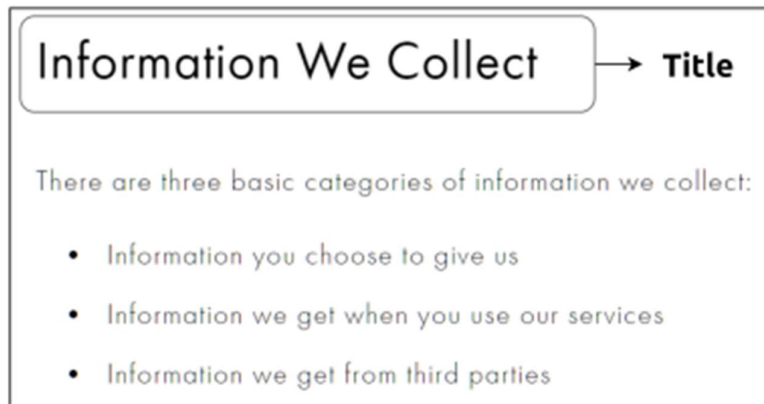 Information We Collect
Title
There are three basic categories of information we collect:
• Information you choose to give us
• Information we get when you use our services
• Information we get from third parties